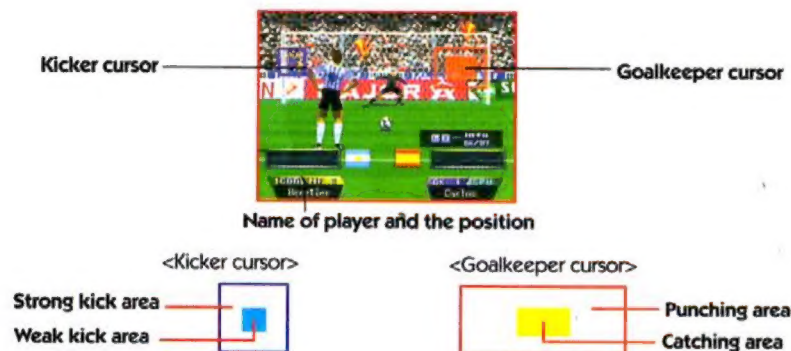 Kicker cursor
Goalkeeper cursor
Name of player and the position
<Kicker cursor>
<Goalkeeper cursor>
Strong kick area
Weak kick area
Punching area
Catching area